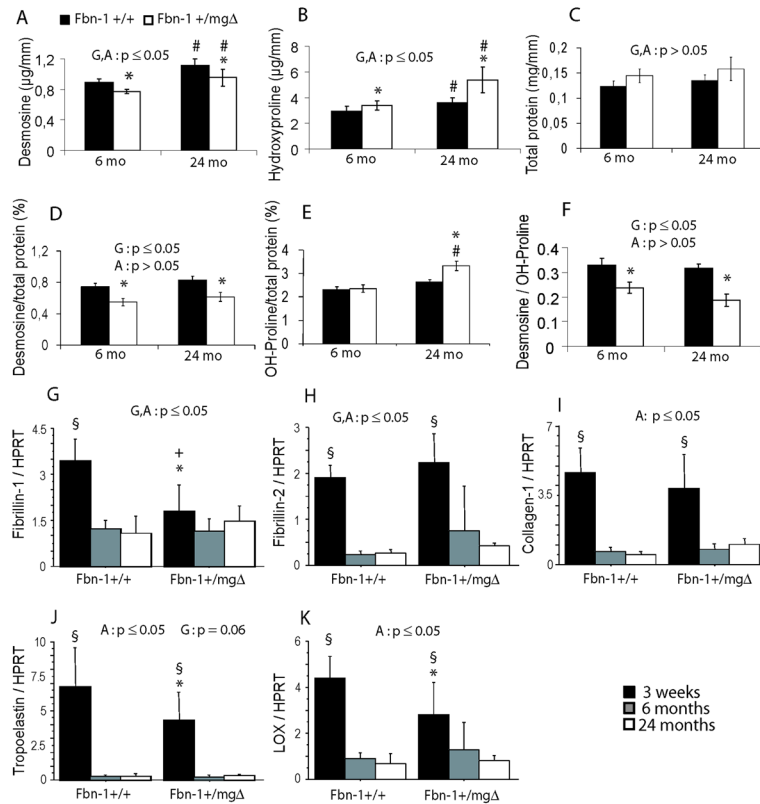 A
■ Fbn-1 +/+ □ Fbn-1 +/mgΔ
G,A : p ≤ 0.05
Desmosine (µg/mm)
1,2
0,8
0,4
0
*
#
#
*
6 mo
24 mo
B
G,A : p ≤ 0.05
Hydroxyproline (µg/mm)
8
6
4
2
0
*
#
#
*
6 mo
24 mo
C
G,A : p > 0.05
Total protein (mg/mm)
0,2
0,15
0,1
0,05
0
6 mo
24 mo
D
G : p ≤ 0.05
A : p > 0.05
Desmosine/total protein (%)
1,2
0,8
0,4
0
*
*
6 mo
24 mo
E
OH-Proline/total protein (%)
4
3
2
1
0
*
#
6 mo
24 mo
F
G : p ≤ 0.05
A : p > 0.05
Desmosine / OH-Proline
0.4
0.3
0.2
0.1
0
*
*
6 mo
24 mo
G
G,A : p ≤ 0.05
Fibrillin-1 / HPRT
4.5
3
1.5
0
§
+
*
Fbn-1+/+
Fbn-1+/mgΔ
H
G,A : p ≤ 0.05
Fibrillin-2 / HPRT
3
2
1
0
§
§
Fbn-1+/+
Fbn-1+/mgΔ
I
A: p ≤ 0.05
Collagen-1 / HPRT
7
3.5
0
§
§
Fbn-1+/+
Fbn-1+/mgΔ
J
A : p ≤ 0.05 G : p = 0.06
Tropoelastin / HPRT
10
7.5
5
2.5
0
§
§
*
Fbn-1+/+
Fbn-1+/mgΔ
K
A : p ≤ 0.05
LOX / HPRT
6
4
2
0
§
§
*
Fbn-1+/+
Fbn-1+/mgΔ
3 weeks
6 months
24 months